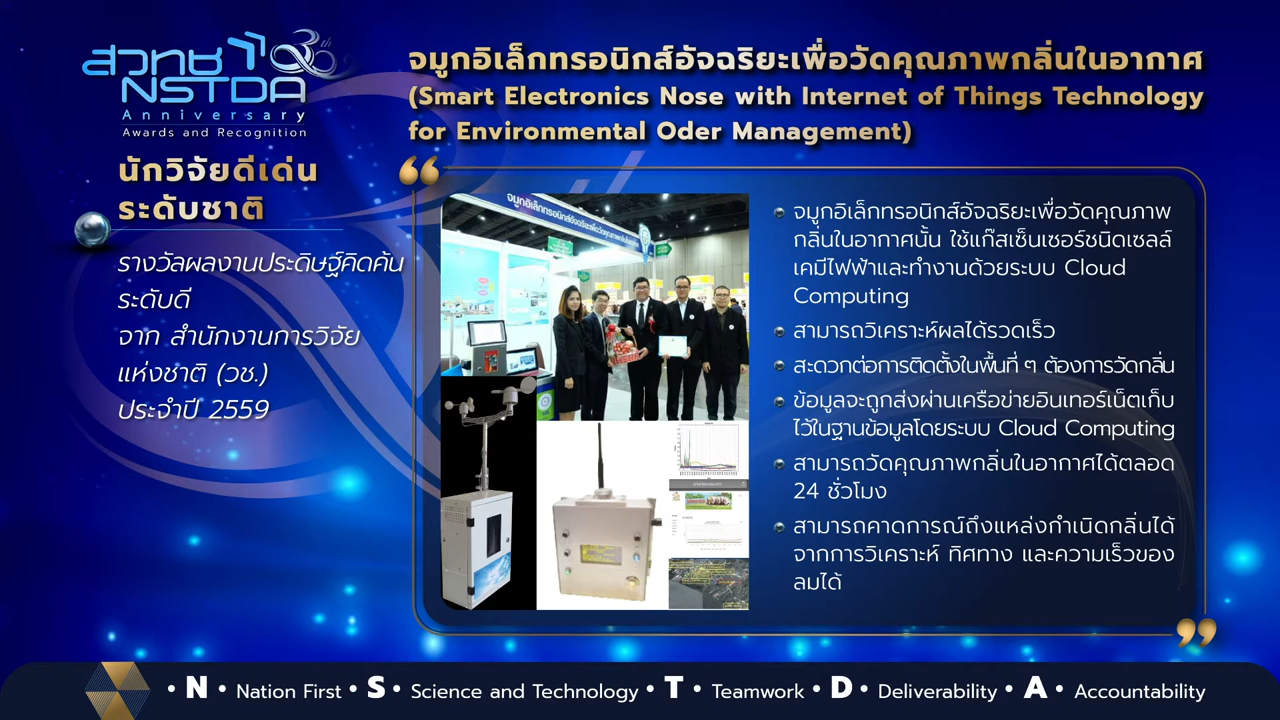 สวทช
NSTDA
30th
Anniversary
Awards and Recognition
นักวิจัยดีเด่น
ระดับชาติ
รางวัลผลงานประดิษฐ์คิดค้น
ระดับดี
จาก สำนักงานการวิจัย
แห่งชาติ (วช.)
ประจำปี 2559
จมูกอิเล็กทรอนิกส์อัจฉริยะเพื่อวัดคุณภาพกลิ่นในอากาศ
(Smart Electronics Nose with Internet of Things Technology
for Environmental Oder Management)
จมูกอิเล็กทรอนิกส์อัจฉริยะเพื่อวัดคุณภาพ
กลิ่นในอากาศนั้น ใช้แก๊สเซ็นเซอร์ชนิดเซลล์
เคมีไฟฟ้าและทำงานด้วยระบบ Cloud
Computing
สามารถวิเคราะห์ผลได้รวดเร็ว
สะดวกต่อการติดตั้งในพื้นที่ ๆ ต้องการวัดกลิ่น
ข้อมูลจะถูกส่งผ่านเครือข่ายอินเทอร์เน็ตเก็บ
ไว้ในฐานข้อมูลโดยระบบ Cloud Computing
สามารถวัดคุณภาพกลิ่นในอากาศได้ตลอด
24 ชั่วโมง
สามารถคาดการณ์ถึงแหล่งกำเนิดกลิ่นได้
จากการวิเคราะห์ ทิศทาง และความเร็วของ
ลมได้
• N • Nation First • S • Science and Technology • T • Teamwork • D • Deliverability • A • Accountability